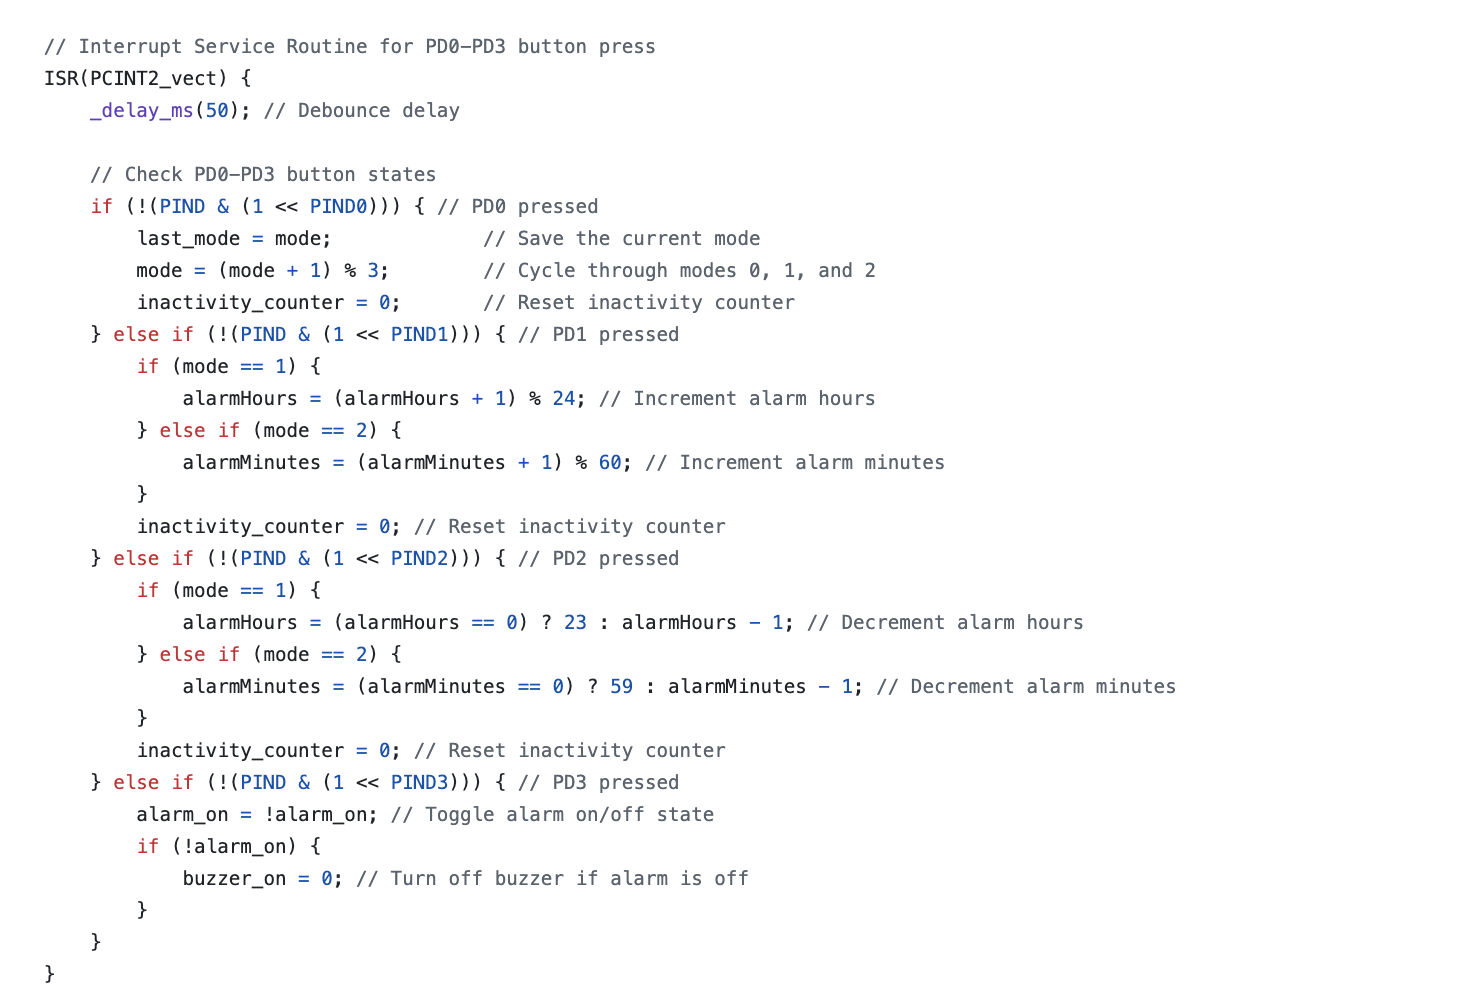 // Interrupt Service Routine for PD0–PD3 button press
ISR(PCINT2_vect) {
    _delay_ms(50); // Debounce delay

    // Check PD0–PD3 button states
    if (!(PIND & (1 << PIND0))) { // PD0 pressed
        last_mode = mode;             // Save the current mode
        mode = (mode + 1) % 3;        // Cycle through modes 0, 1, and 2
        inactivity_counter = 0;       // Reset inactivity counter
    } else if (!(PIND & (1 << PIND1))) { // PD1 pressed
        if (mode == 1) {
            alarmHours = (alarmHours + 1) % 24; // Increment alarm hours
        } else if (mode == 2) {
            alarmMinutes = (alarmMinutes + 1) % 60; // Increment alarm minutes
        }
        inactivity_counter = 0; // Reset inactivity counter
    } else if (!(PIND & (1 << PIND2))) { // PD2 pressed
        if (mode == 1) {
            alarmHours = (alarmHours == 0) ? 23 : alarmHours - 1; // Decrement alarm hours
        } else if (mode == 2) {
            alarmMinutes = (alarmMinutes == 0) ? 59 : alarmMinutes - 1; // Decrement alarm minutes
        }
        inactivity_counter = 0; // Reset inactivity counter
    } else if (!(PIND & (1 << PIND3))) { // PD3 pressed
        alarm_on = !alarm_on; // Toggle alarm on/off state
        if (!alarm_on) {
            buzzer_on = 0; // Turn off buzzer if alarm is off
        }
    }
}